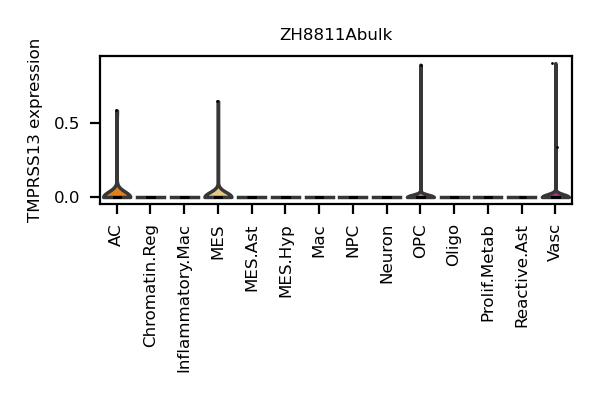 ZH8811Abulk
TMPRSS13 expression
0.5
0.0
AC
Chromatin.Reg
Inflammatory.Mac
MES
MES.Ast
MES.Hyp
Mac
NPC
Neuron
OPC
Oligo
Prolif.Metab
Reactive.Ast
Vasc